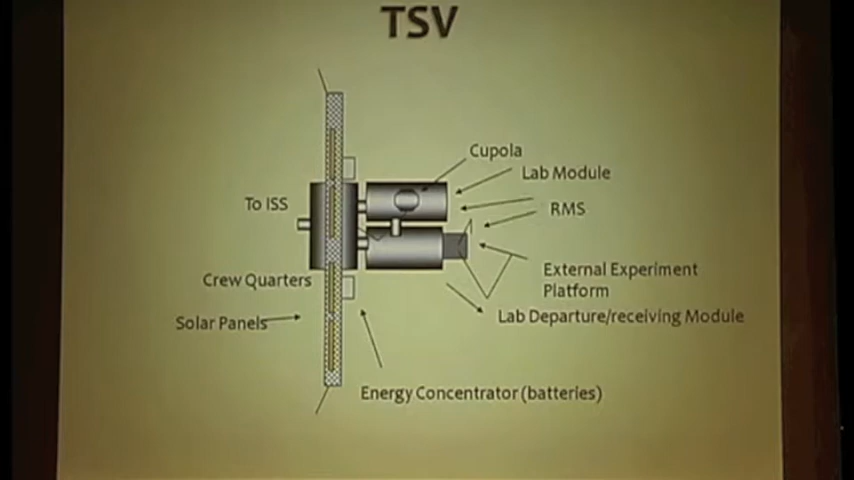 TSV
Cupola
Lab Module
To ISS
RMS
External Experiment
Platform
Crew Quarters
Solar Panels
Lab Departure/receiving Module
Energy Concentrator (batteries)